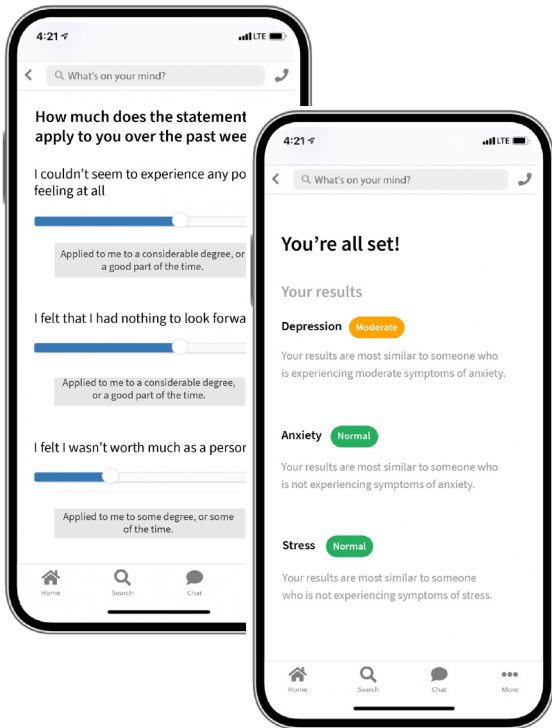 4:21
LTE
What's on your mind?
How much does the statement
apply to you over the past wee
I couldn't seem to experience any po
feeling at all
Applied to me to a considerable degree, or
a good part of the time.
I felt that I had nothing to look forwa
Applied to me to a considerable degree,
or a good part of the time.
I felt I wasn't worth much as a person
Applied to me to some degree, or some
of the time.
Home
Search
Chat
4:21
LTE
What's on your mind?
You're all set!
Your results
Depression Moderate
Your results are most similar to someone who
is experiencing moderate symptoms of anxiety.
Anxiety Normal
Your results are most similar to someone who
is not experiencing symptoms of anxiety.
Stress Normal
Your results are most similar to someone
who is not experiencing symptoms of stress.
Home
Search
Chat
More